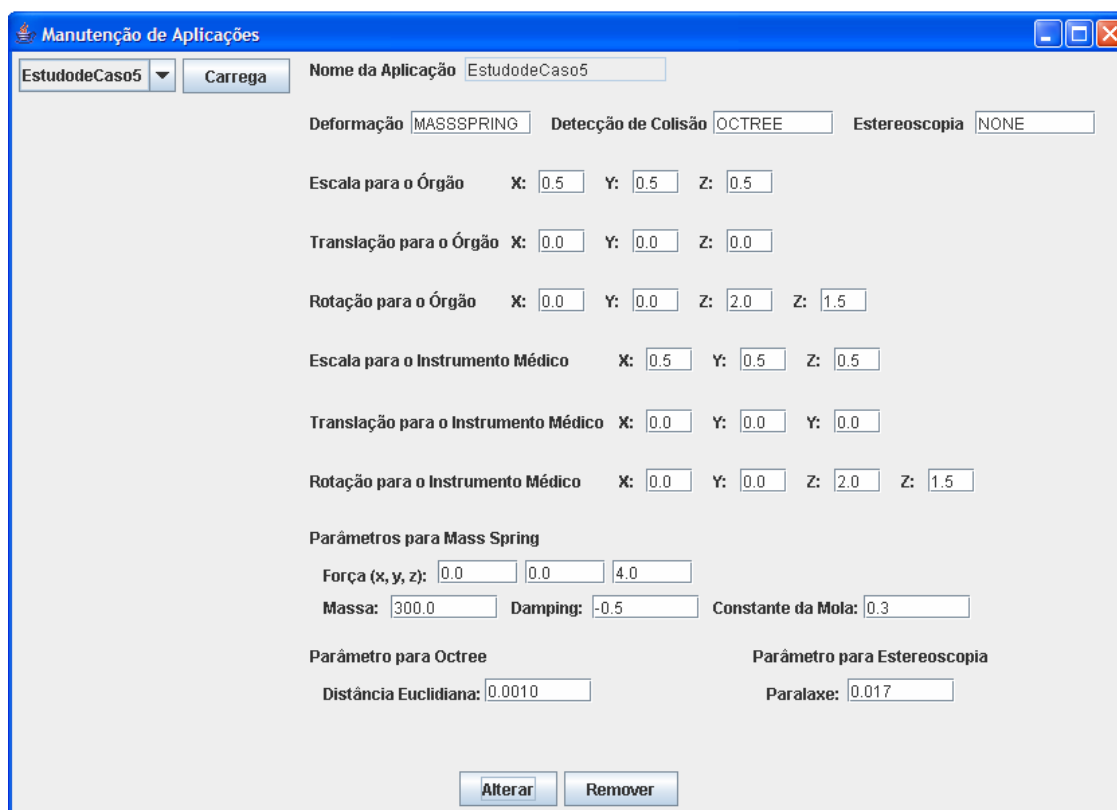 Manutenção de Aplicações
EstudodeCaso5 Carrega Nome da Aplicação EstudodeCaso5
Deformação MASSSPRING Detecção de Colisão OCTREE Estereoscopia NONE
Escala para o Órgão X: 0.5 Y: 0.5 Z: 0.5
Translação para o Órgão X: 0.0 Y: 0.0 Z: 0.0
Rotação para o Órgão X: 0.0 Y: 0.0 Z: 2.0 Z: 1.5
Escala para o Instrumento Médico X: 0.5 Y: 0.5 Z: 0.5
Translação para o Instrumento Médico X: 0.0 Y: 0.0 Y: 0.0
Rotação para o Instrumento Médico X: 0.0 Y: 0.0 Z: 2.0 Z: 1.5
Parâmetros para Mass Spring
Força (x, y, z): 0.0 0.0 4.0
Massa: 300.0 Damping: -0.5 Constante da Mola: 0.3
Parâmetro para Octree Parâmetro para Estereoscopia
Distância Euclidiana: 0.0010 Paralaxe: 0.017
Alterar Remover